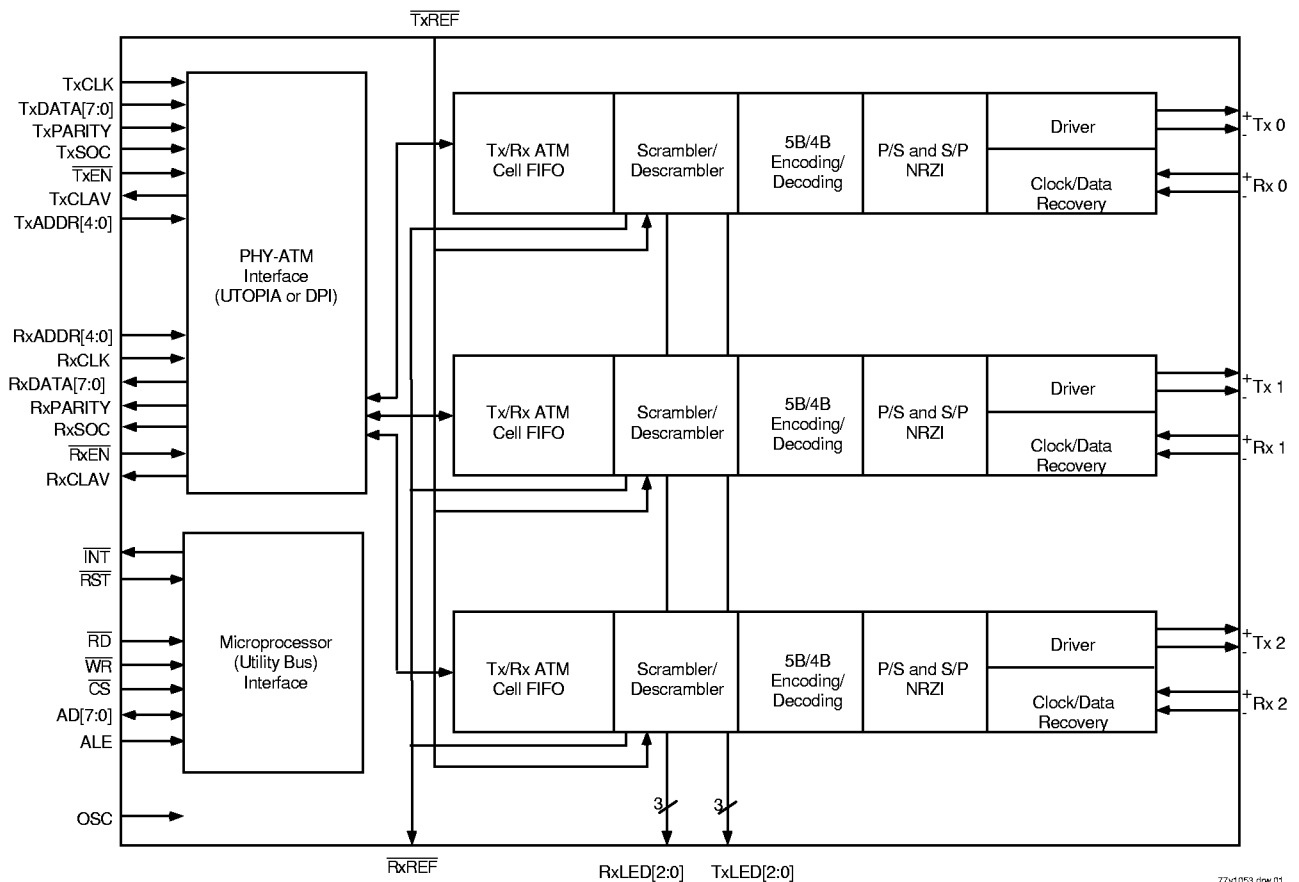 TxREF
TxCLK
TxDATA[7:0]
TxPARITY
TxSOC
TxEN
TxCLAV
TxADDR[4:0]
RxADDR[4:0]
RxCLK
RxDATA[7:0]
RxPARITY
RxSOC
RxEN
RxCLAV
INT
RST
RD
WR
CS
AD[7:0]
ALE
OSC
PHY-ATM
Interface
(UTOPIA or DPI)
Microprocessor
(Utility Bus)
Interface
Tx/Rx ATM
Cell FIFO
Scrambler/
Descrambler
5B/4B
Encoding/
Decoding
P/S and S/P
NRZI
Driver
Clock/Data
Recovery
+
-
Tx 0
+
-
Rx 0
Tx/Rx ATM
Cell FIFO
Scrambler/
Descrambler
5B/4B
Encoding/
Decoding
P/S and S/P
NRZI
Driver
Clock/Data
Recovery
+
-
Tx 1
+
-
Rx 1
Tx/Rx ATM
Cell FIFO
Scrambler/
Descrambler
5B/4B
Encoding/
Decoding
P/S and S/P
NRZI
Driver
Clock/Data
Recovery
+
-
Tx 2
+
-
Rx 2
3
3
RxREF
RxLED[2:0]
TxLED[2:0]
77v1053 drw 01